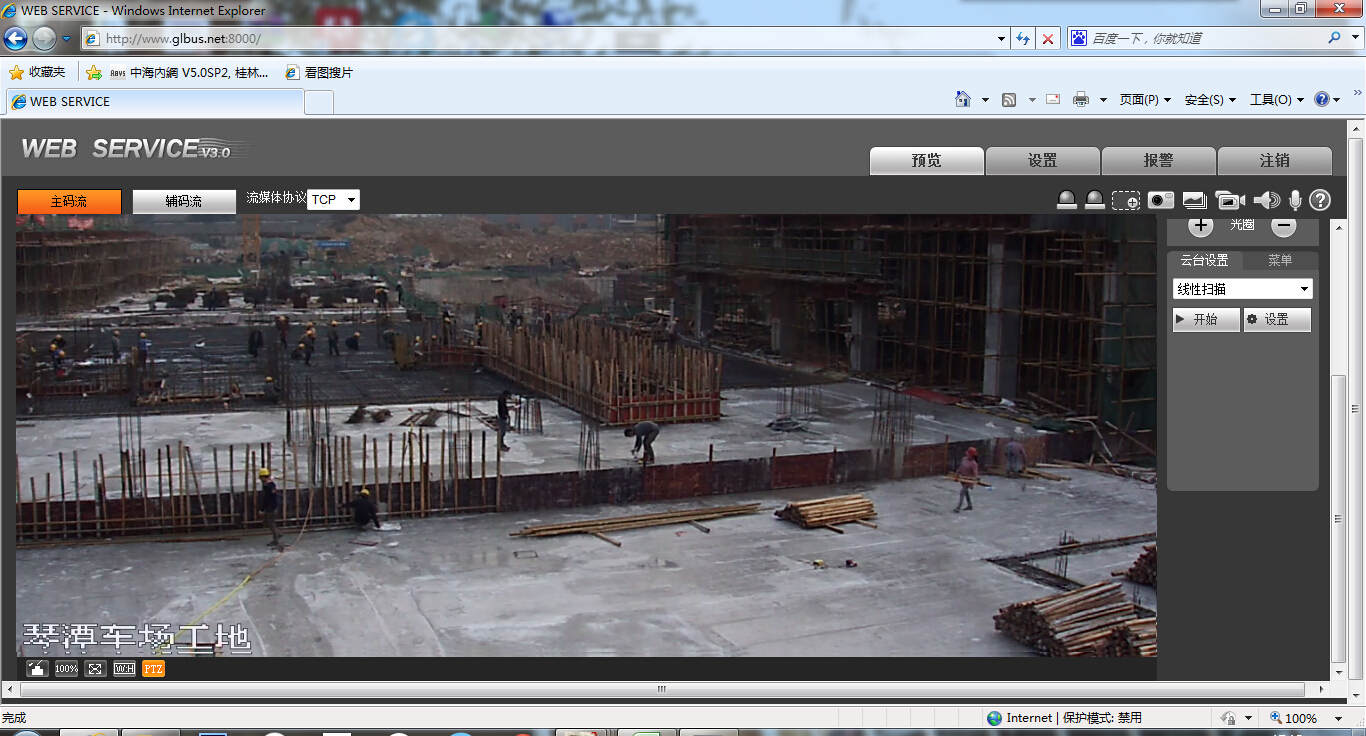 WEB SERVICE - Windows Internet Explorer
http://www.glbus.net:8000/
百度一下，你就知道
收藏夹
ABVS 中海内網 V5.0SP2, 桂林...
看图搜片
WEB SERVICE
页面(P)
安全(S)
工具(O)
WEB SERVICE V3.0
预览
设置
报警
注销
主码流
辅码流
流媒体协议 TCP
光圈
云台设置
菜单
线性扫描
开始
设置
琴潭车场工地
100%
W:H
PTZ
完成
Internet | 保护模式: 禁用
100%